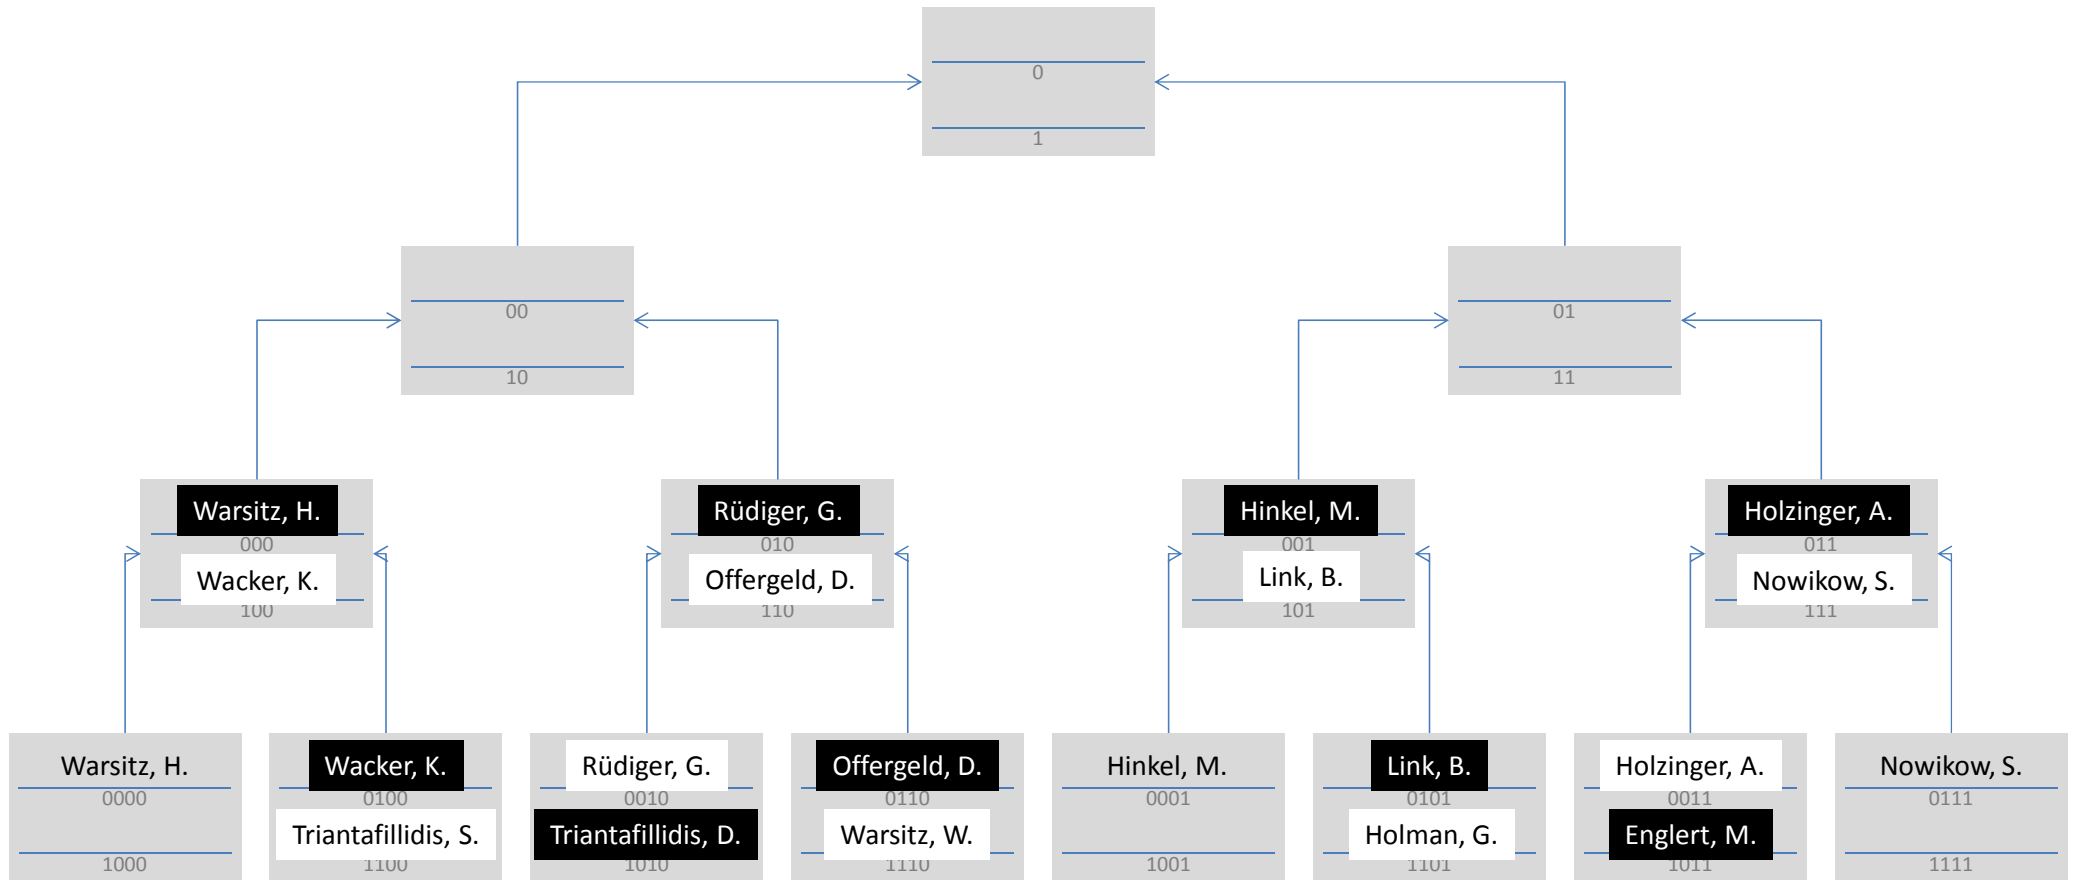 0
1
00
01
10
11
Warsitz, H.
Rüdiger, G.
Hinkel, M.
Holzinger, A.
000
010
001
011
Wacker, K.
Offergeld, D.
Link, B.
Nowikow, S.
100
110
101
111
Warsitz, H.
Wacker, K.
Rüdiger, G.
Offergeld, D.
Hinkel, M.
Link, B.
Holzinger, A.
Nowikow, S.
0000
0100
0010
0110
0001
0101
0011
0111
Triantafillidis, S.
Triantafillidis, D.
Warsitz, W.
Holman, G.
Englert, M.
1000
1100
1010
1110
1001
1101
1011
1111